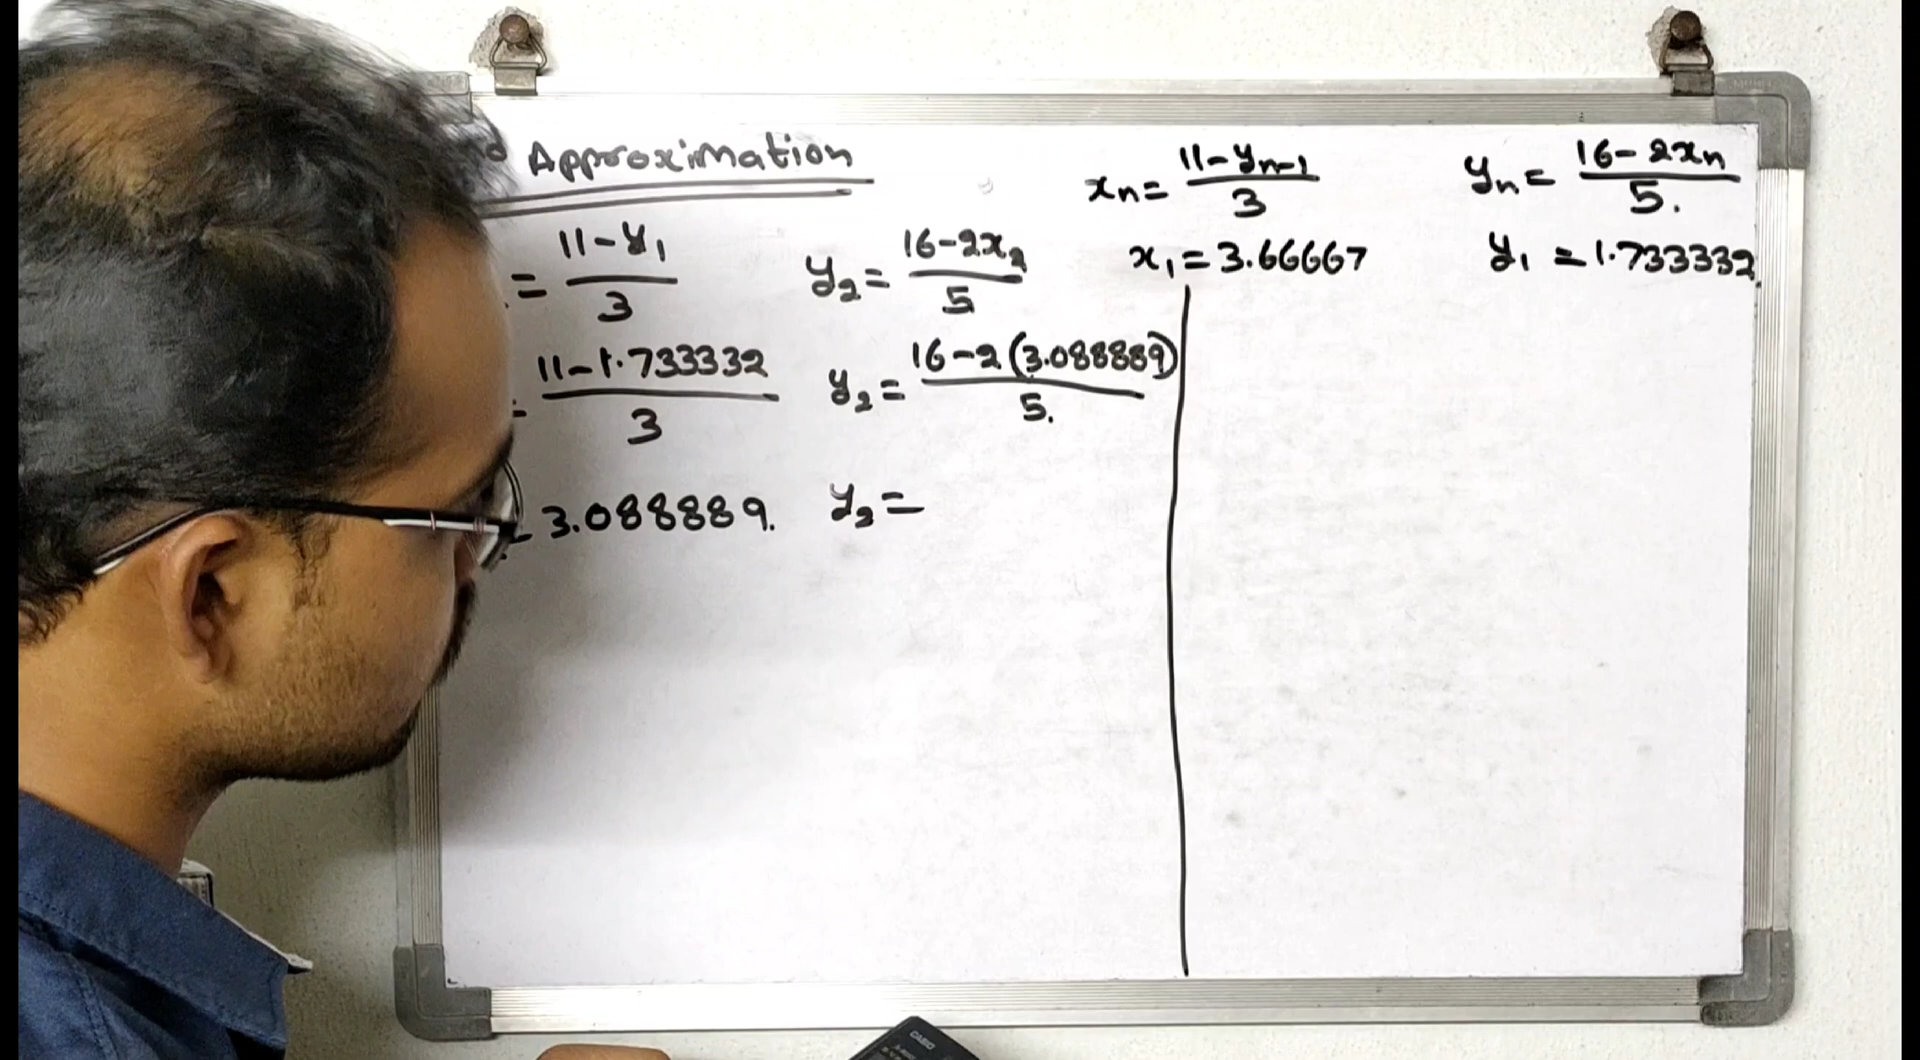 Approximation
xₙ = (11-yₙ₋₁)/3 yₙ = (16-2xₙ)/5.
= (11-y₁)/3 y₂ = (16-2x₂)/5
x₁ = 3.66667 y₁ = 1.733332
= (11-1.733332)/3 y₂ = (16-2(3.088889))/5.
3.088889. y₂ =
CASIO